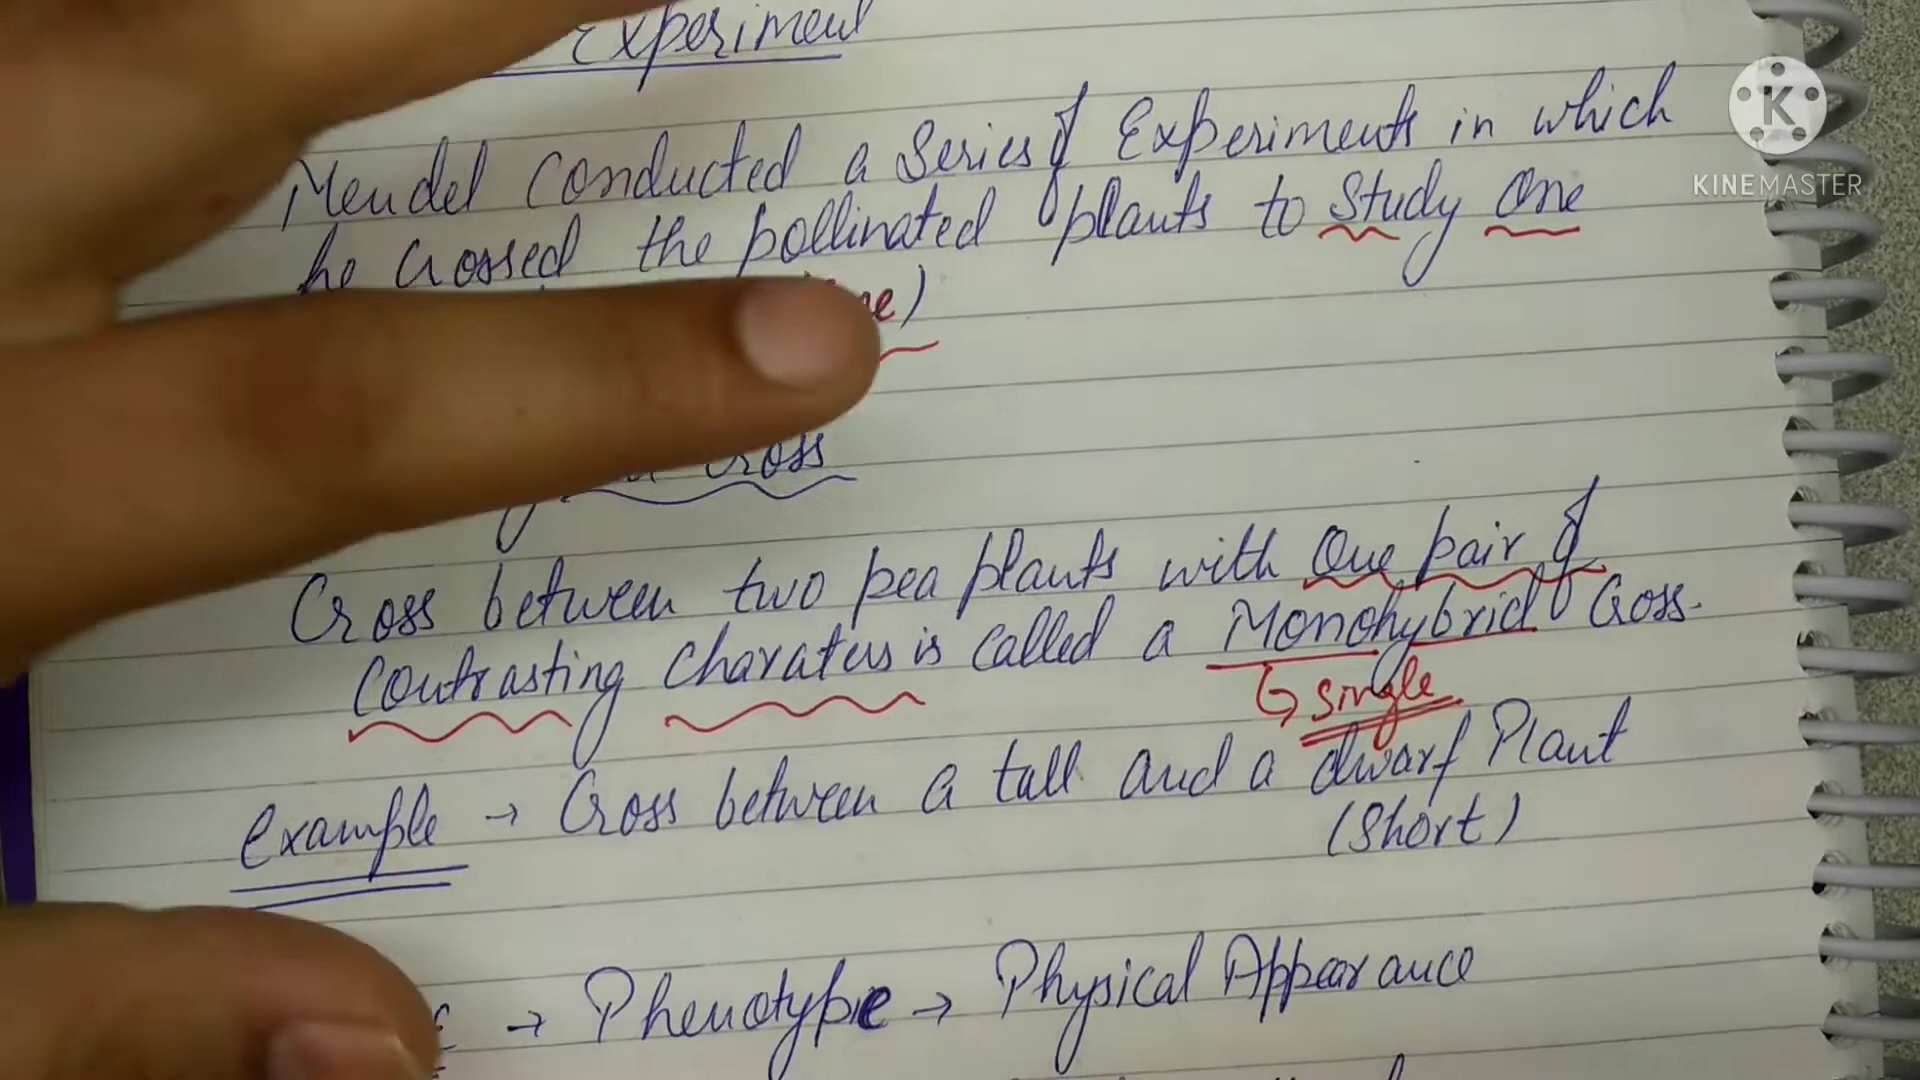 Experiment
Mendel conducted a Series of Experiments in which
he crossed the pollinated plants to Study One
Cross
Cross between two pea plants with One pair of
Contrasting Charaters is Called a Monohybrid Cross.
↳ Single
Example → Cross between a tall and a dwarf Plant
(Short)
→ Phenotype → Physical Appearance
KINEMASTER